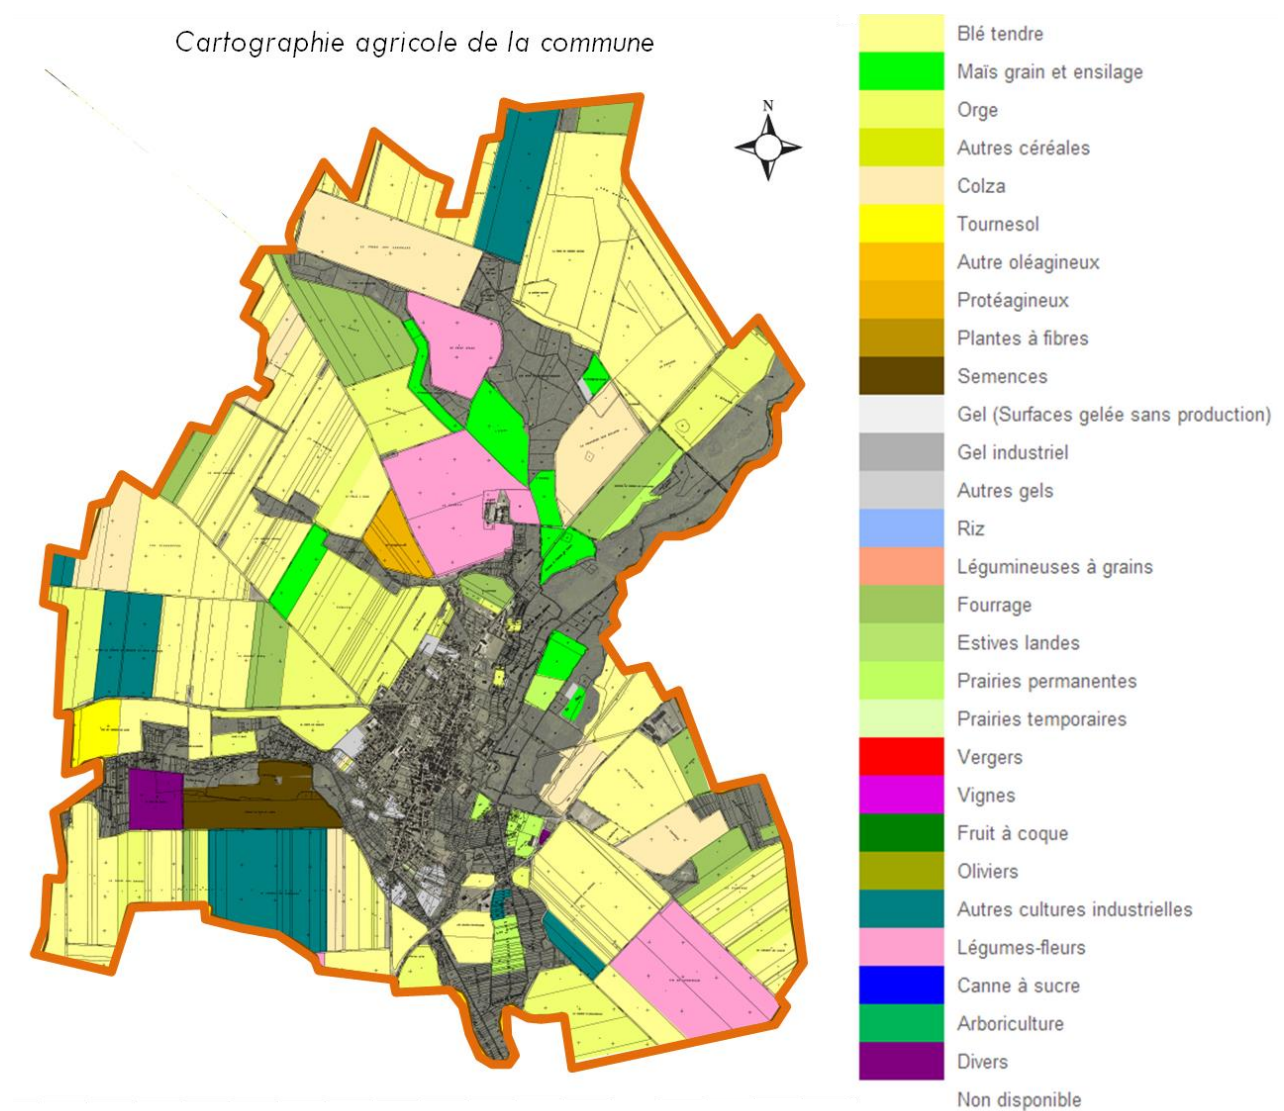 Cartographie agricole de la commune
N
Blé tendre
Maïs grain et ensilage
Orge
Autres céréales
Colza
Tournesol
Autre oléagineux
Protéagineux
Plantes à fibres
Semences
Gel (Surfaces gelée sans production)
Gel industriel
Autres gels
Riz
Légumineuses à grains
Fourrage
Estives landes
Prairies permanentes
Prairies temporaires
Vergers
Vignes
Fruit à coque
Oliviers
Autres cultures industrielles
Légumes-fleurs
Canne à sucre
Arboriculture
Divers
Non disponible